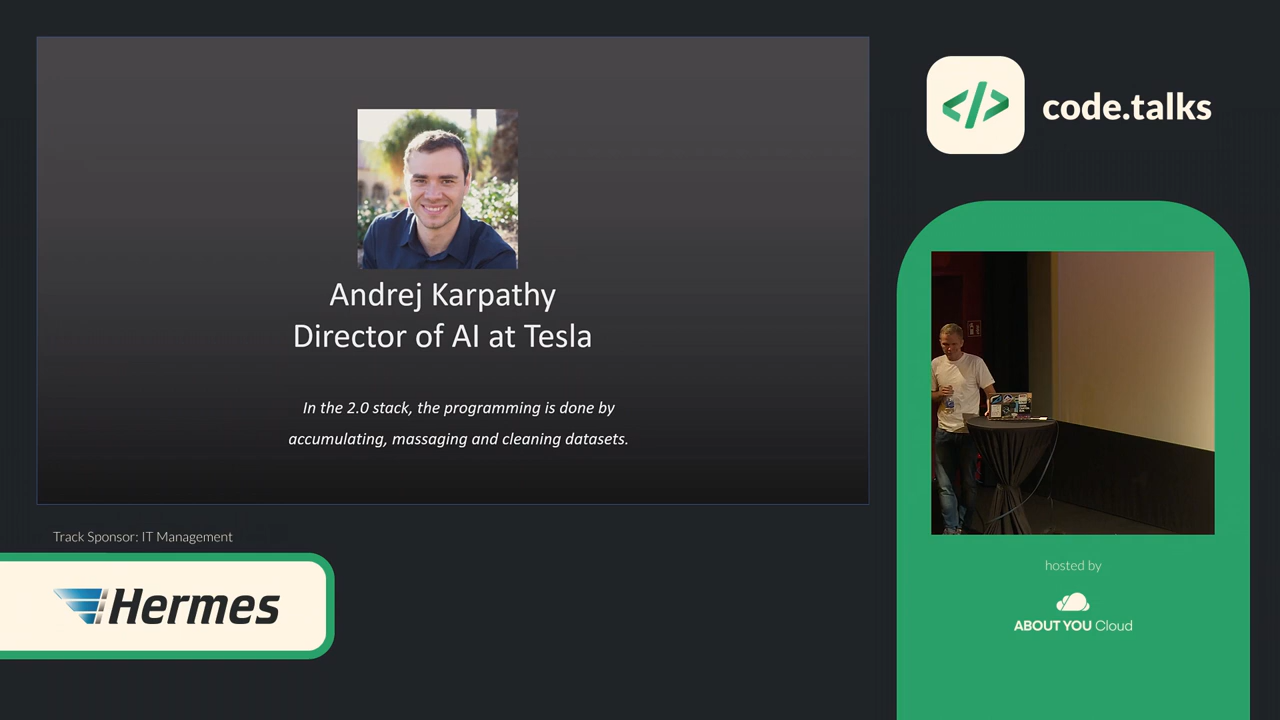 Andrej Karpathy
Director of AI at Tesla
In the 2.0 stack, the programming is done by
accumulating, massaging and cleaning datasets.
code.talks
Track Sponsor: IT Management
Hermes
hosted by
ABOUT YOU Cloud